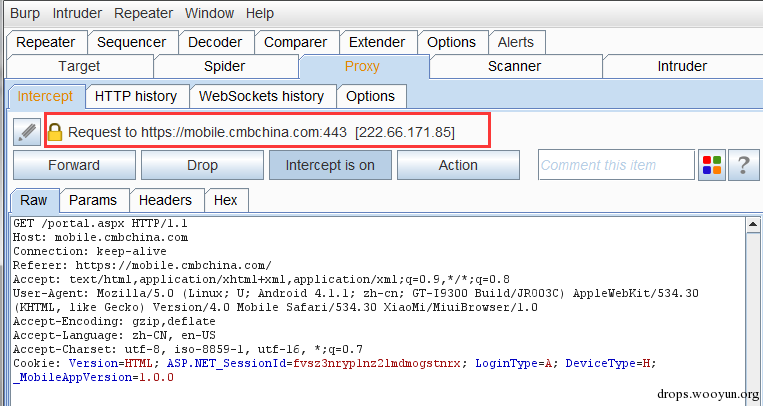 Burp Intruder Repeater Window Help
Repeater Sequencer Decoder Comparer Extender Options Alerts
Target Spider Proxy Scanner Intruder
Intercept HTTP history WebSockets history Options
Request to https://mobile.cmbchina.com:443 [222.66.171.85]
Forward Drop Intercept is on Action Comment this item ?
Raw Params Headers Hex
GET /portal.aspx HTTP/1.1
Host: mobile.cmbchina.com
Connection: keep-alive
Referer: https://mobile.cmbchina.com/
Accept: text/html,application/xhtml+xml,application/xml;q=0.9,*/*;q=0.8
User-Agent: Mozilla/5.0 (Linux; U; Android 4.1.1; zh-cn; GT-I9300 Build/JRO03C) AppleWebKit/534.30
(KHTML, like Gecko) Version/4.0 Mobile Safari/534.30 XiaoMi/MiuiBrowser/1.0
Accept-Encoding: gzip,deflate
Accept-Language: zh-CN, en-US
Accept-Charset: utf-8, iso-8859-1, utf-16, *;q=0.7
Cookie: Version=HTML; ASP.NET_SessionId=fvsz3nryplnz2lmdmogstnrx; LoginType=A; DeviceType=H;
_MobileAppVersion=1.0.0
drops.wooyun.org